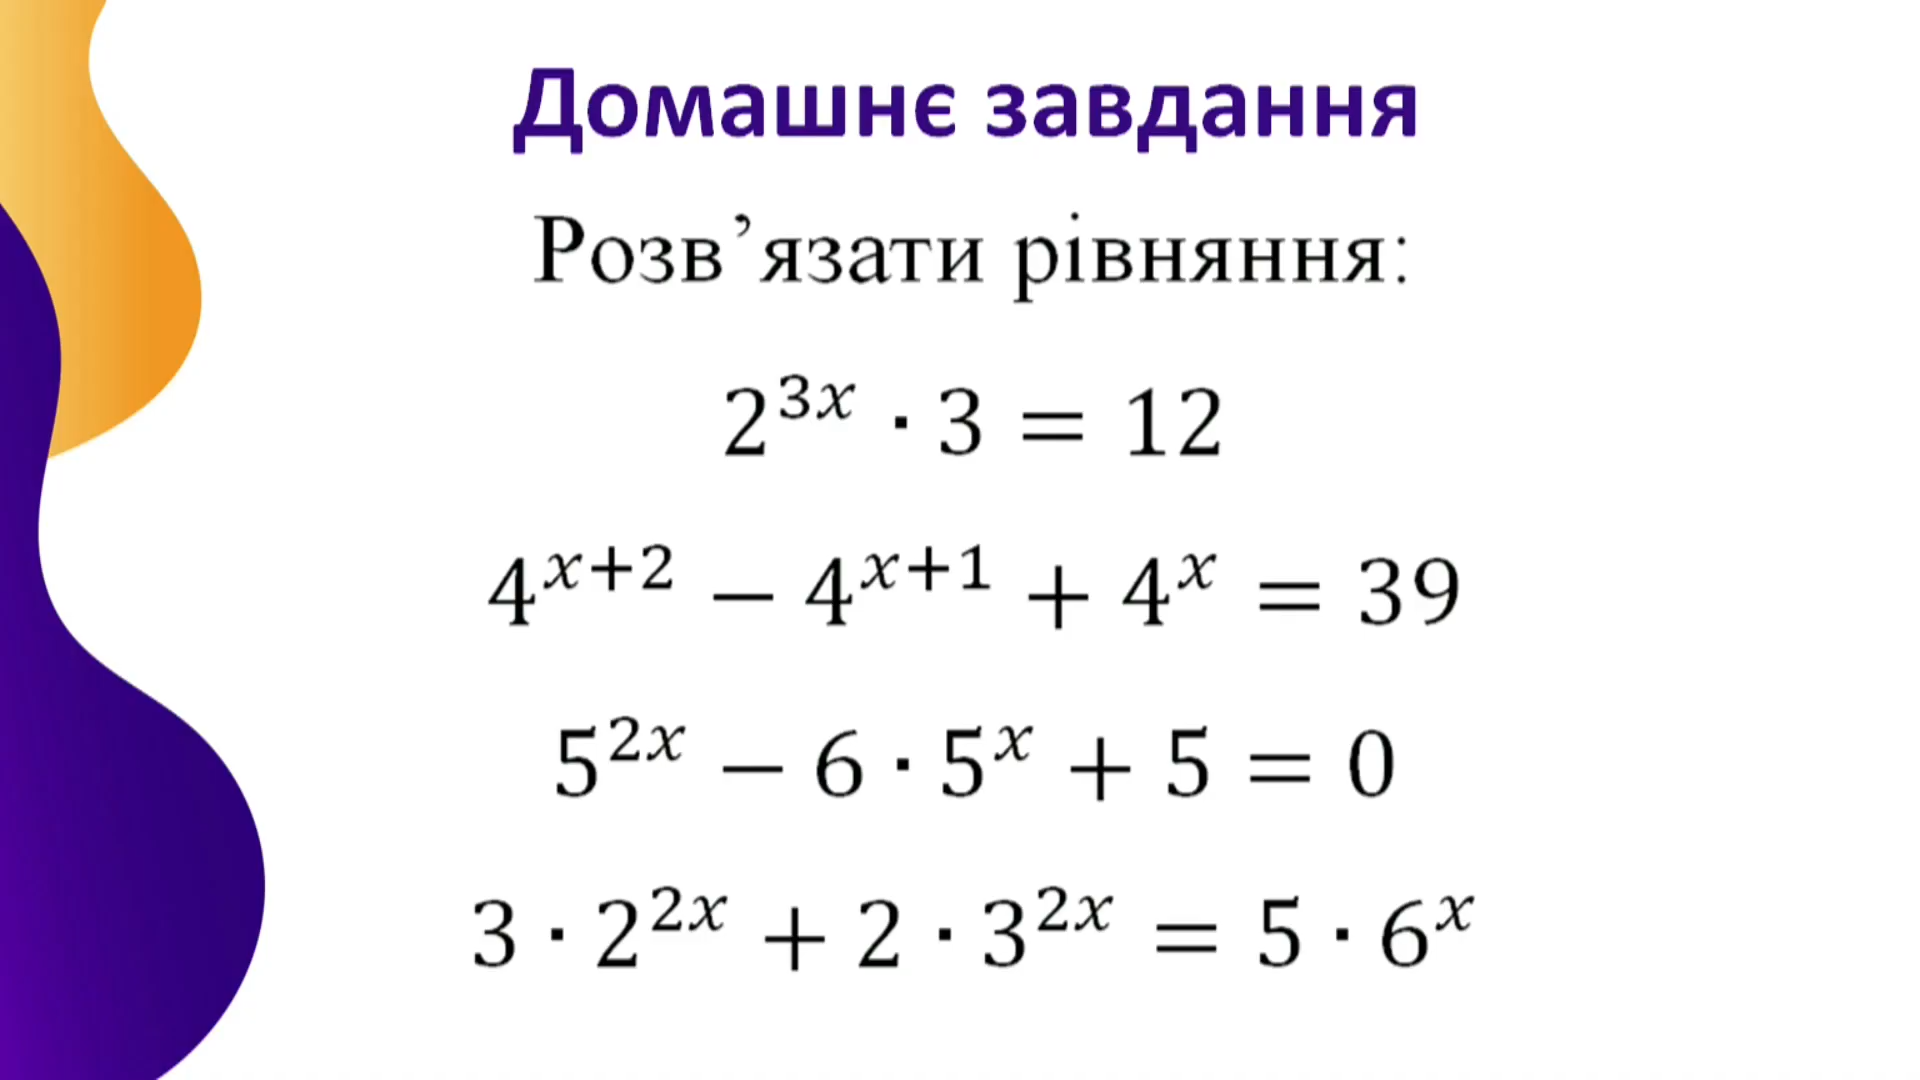 Домашнє завдання
Розв’язати рівняння:
2^{3x} · 3 = 12
4^{x+2} − 4^{x+1} + 4^x = 39
5^{2x} − 6 · 5^x + 5 = 0
3 · 2^{2x} + 2 · 3^{2x} = 5 · 6^x